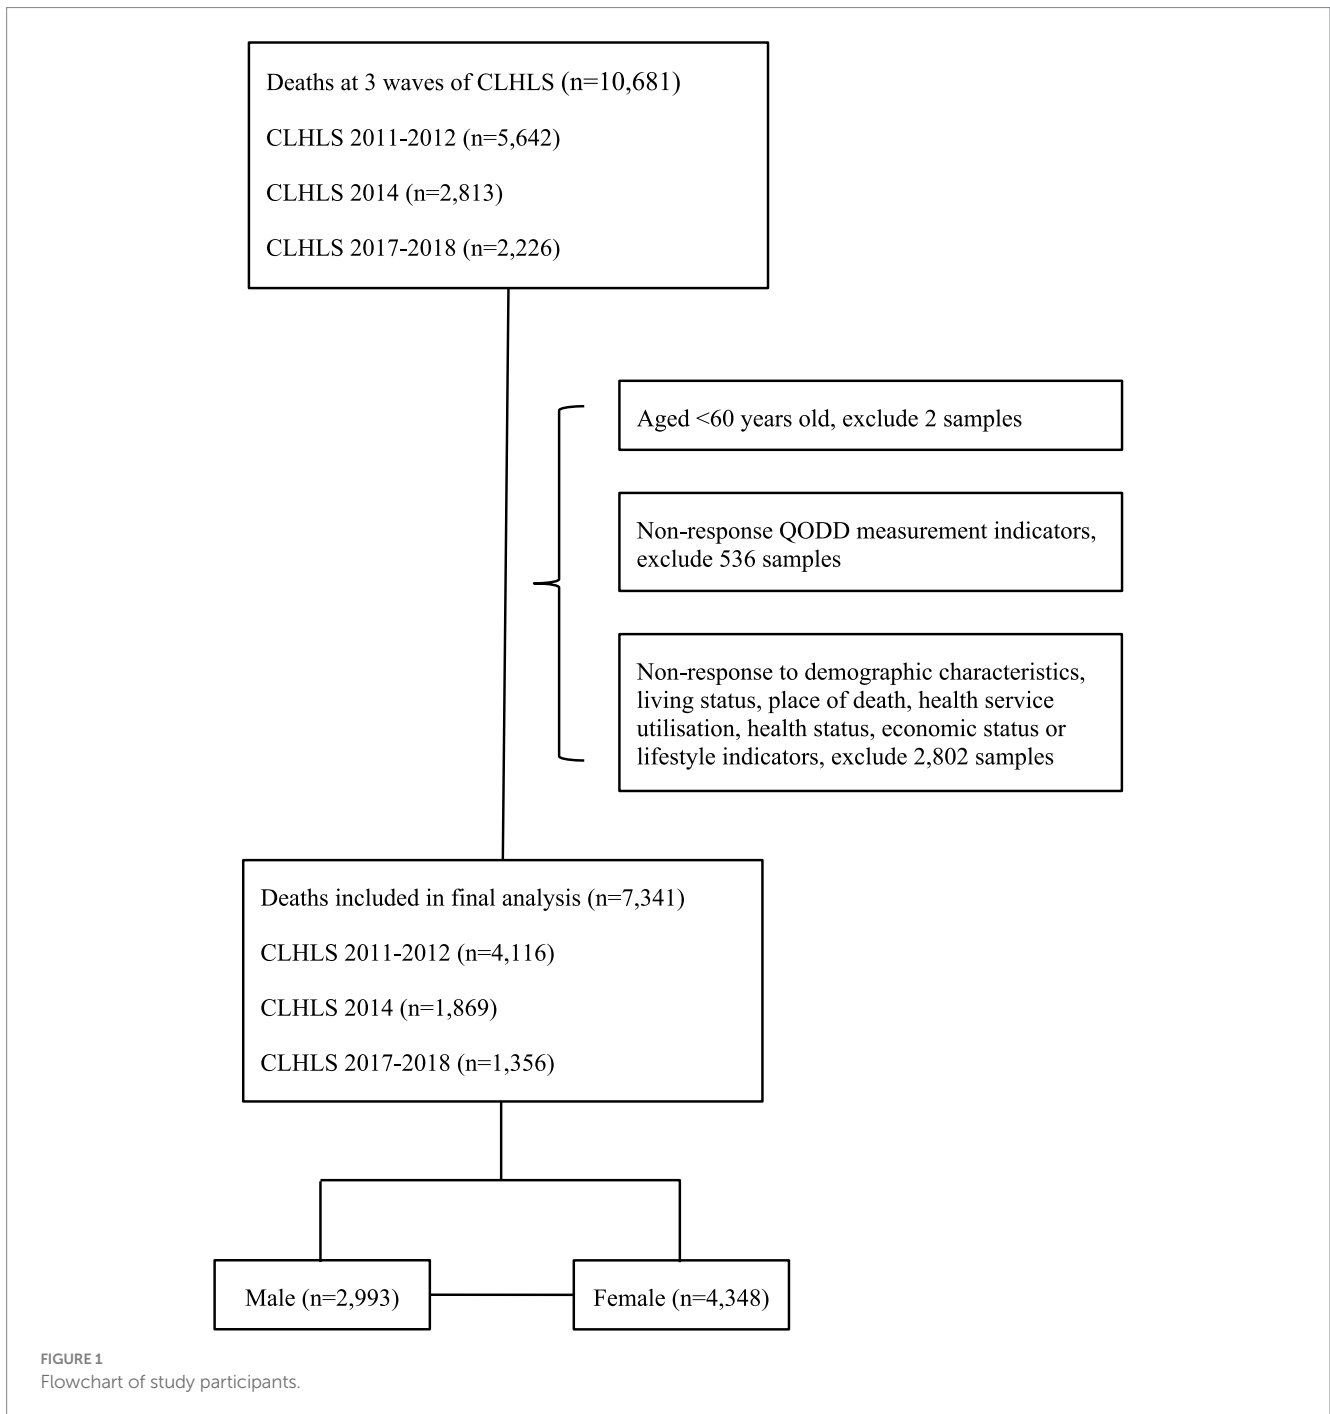 Deaths at 3 waves of CLHLS (n=10,681)
CLHLS 2011-2012 (n=5,642)
CLHLS 2014 (n=2,813)
CLHLS 2017-2018 (n=2,226)
Aged <60 years old, exclude 2 samples
Non-response QODD measurement indicators,
exclude 536 samples
Non-response to demographic characteristics,
living status, place of death, health service
utilisation, health status, economic status or
lifestyle indicators, exclude 2,802 samples
Deaths included in final analysis (n=7,341)
CLHLS 2011-2012 (n=4,116)
CLHLS 2014 (n=1,869)
CLHLS 2017-2018 (n=1,356)
Male (n=2,993)
Female (n=4,348)
FIGURE 1
Flowchart of study participants.